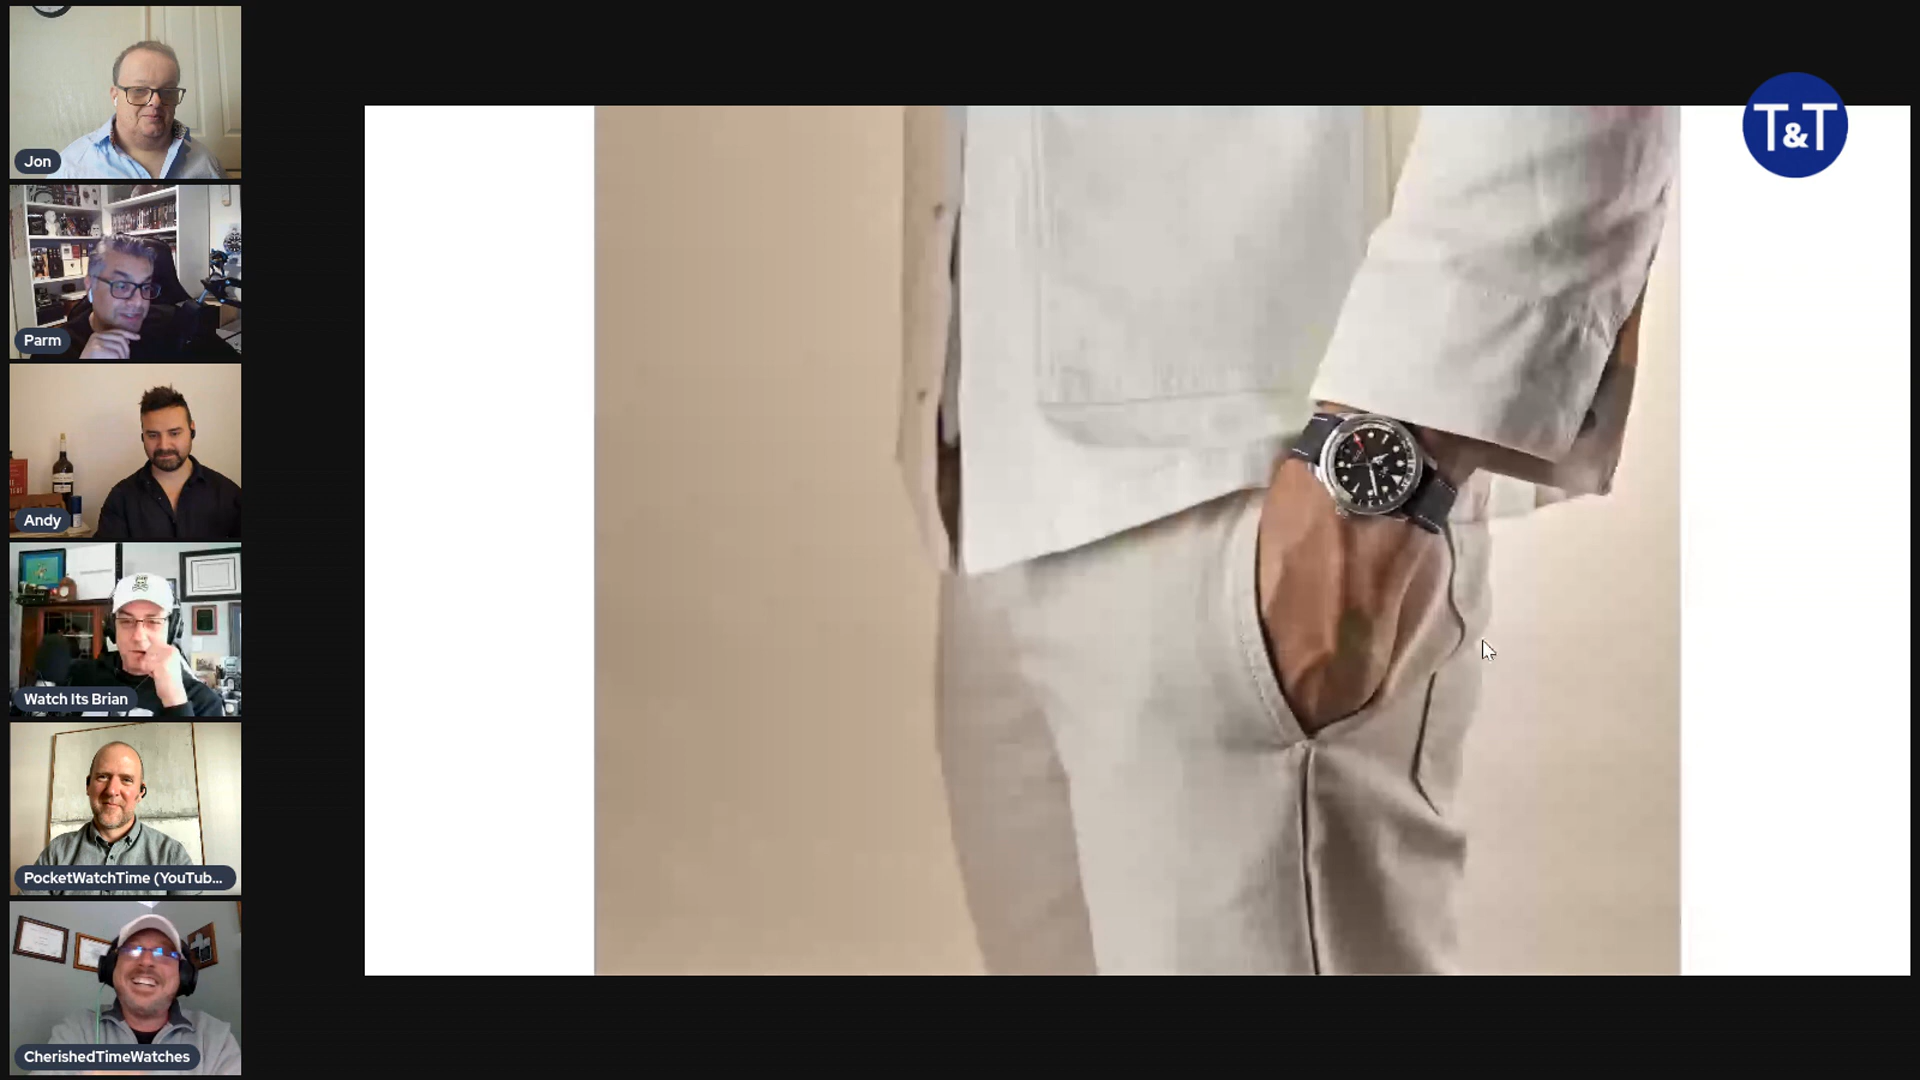 Jon
Parm
Andy
Watch Its Brian
PocketWatchTime (YouTub...
CherishedTimeWatches
T&T